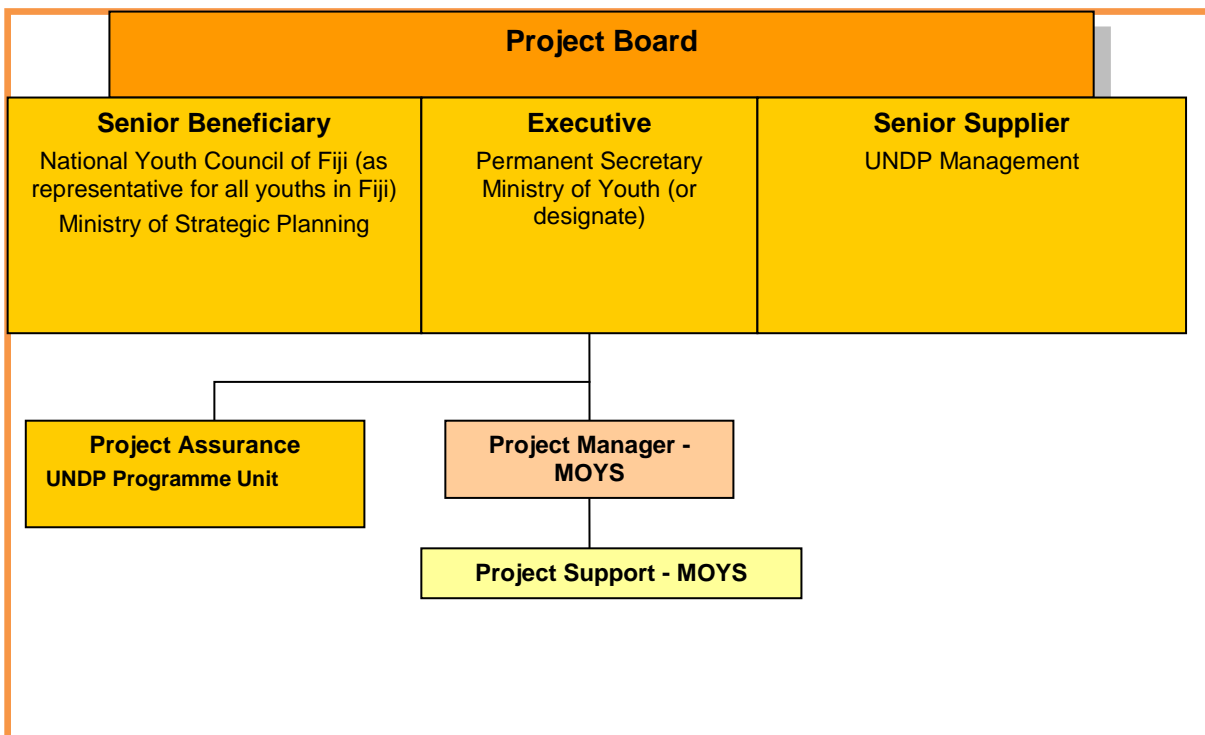 Project Board
Senior Beneficiary
National Youth Council of Fiji (as
representative for all youths in Fiji)
Ministry of Strategic Planning
Executive
Permanent Secretary
Ministry of Youth (or
designate)
Senior Supplier
UNDP Management
Project Assurance
UNDP Programme Unit
Project Manager -
MOYS
Project Support - MOYS